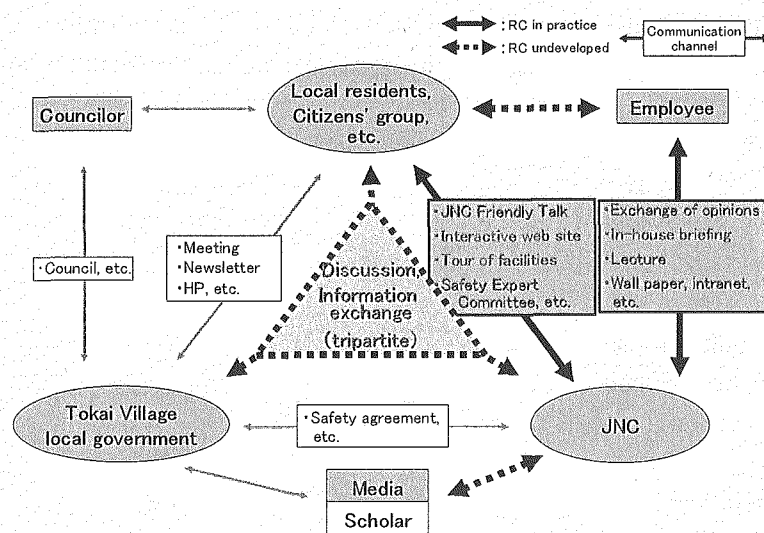 : RC in practice
: RC undeveloped
Communication
channel
Local residents,
Citizens' group,
etc.
Councilor
Employee
・JNC Friendly Talk
・Interactive web site
・Tour of facilities
・Safety Expert
Committee, etc.
・Exchange of opinions
・In-house briefing
・Lecture
・Wall paper, intranet,
etc.
・Meeting
・Newsletter
・HP, etc.
・Council, etc.
Discussion,
Information
exchange
(tripartite)
Tokai Village
local government
・Safety agreement,
etc.
JNC
Media
Scholar